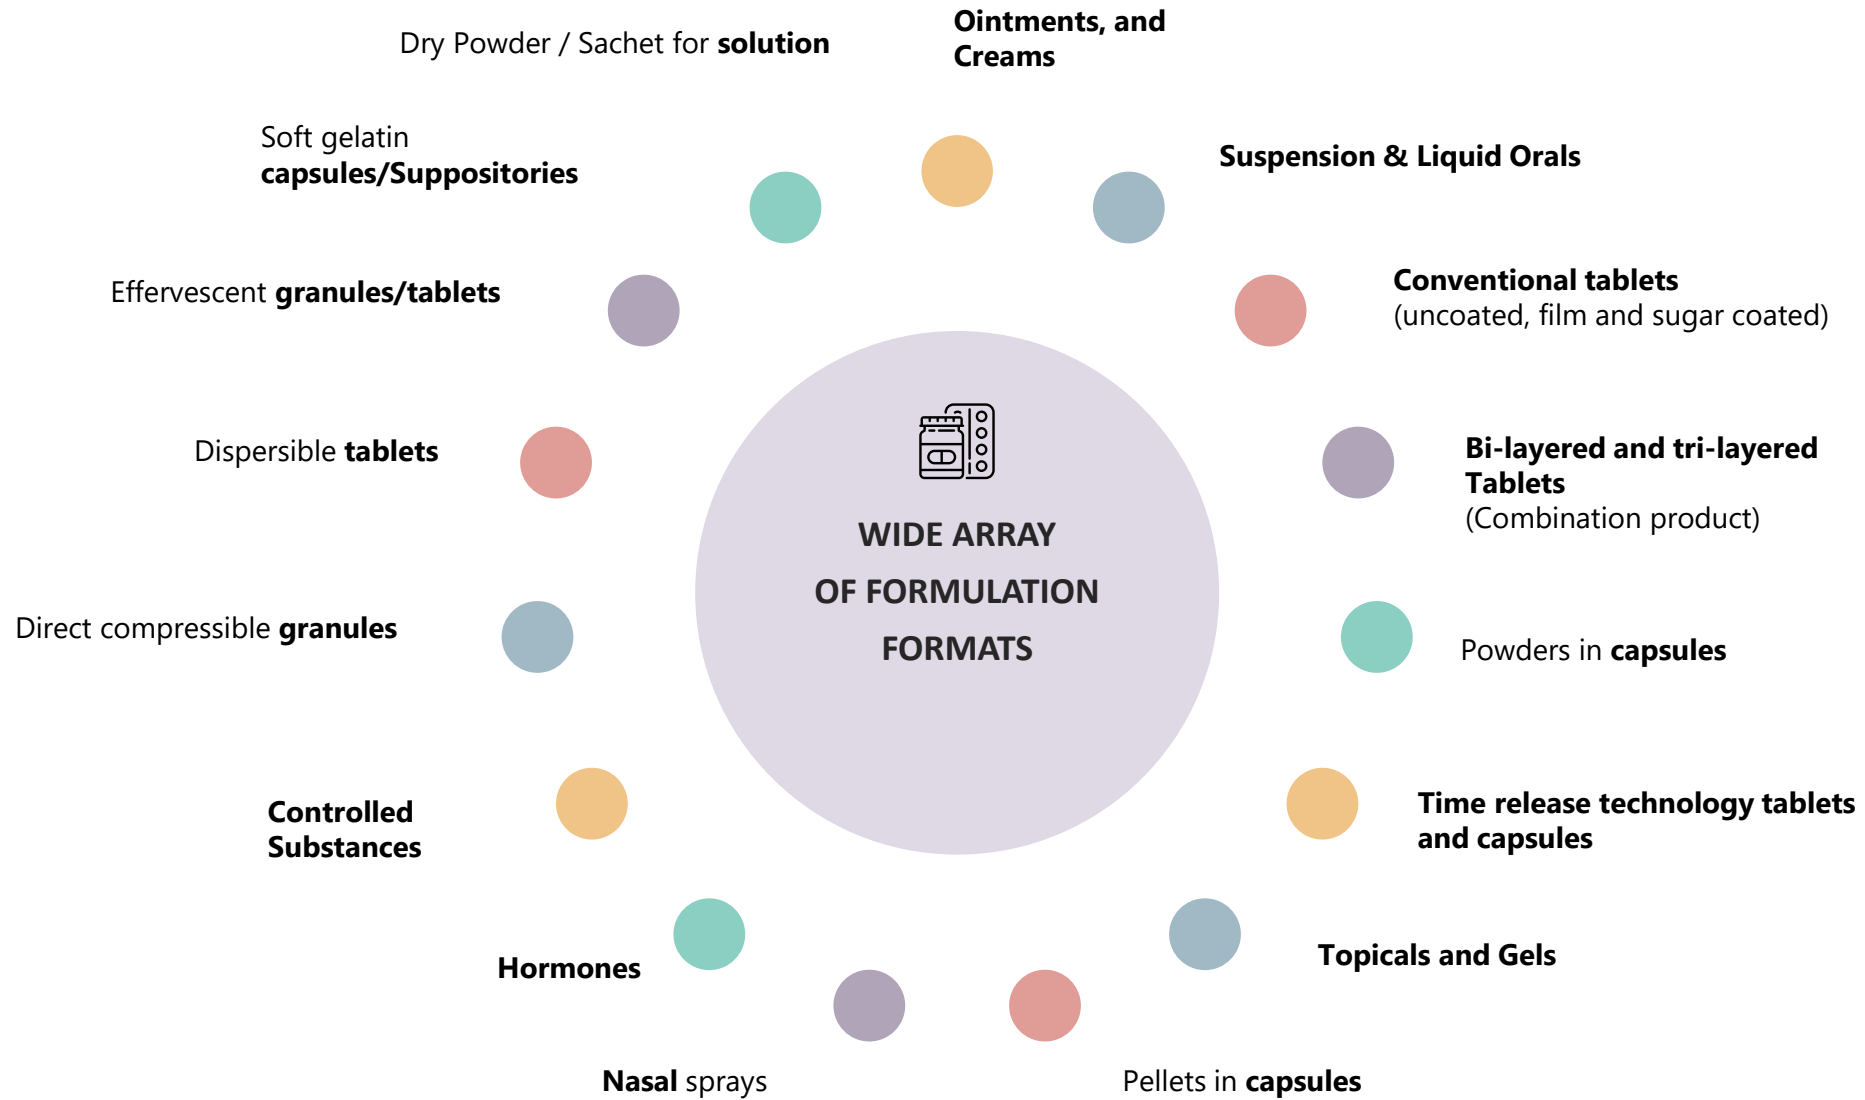 Dry Powder / Sachet for solution
Ointments, and
Creams
Soft gelatin
capsules/Suppositories
Suspension & Liquid Orals
Effervescent granules/tablets
Conventional tablets
(uncoated, film and sugar coated)
Dispersible tablets
Bi-layered and tri-layered
Tablets
(Combination product)
WIDE ARRAY
OF FORMULATION
FORMATS
Direct compressible granules
Powders in capsules
Controlled
Substances
Time release technology tablets
and capsules
Hormones
Topicals and Gels
Nasal sprays
Pellets in capsules